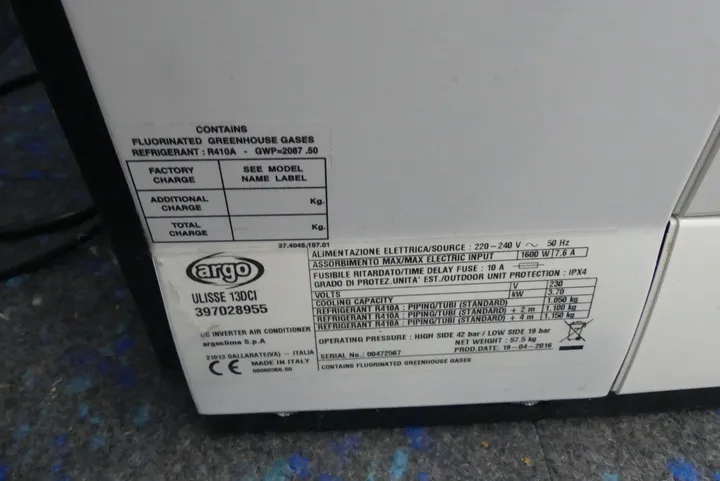 CONTAINS
FLUORINATED GREENHOUSE GASES
REFRIGERANT : R410A - GWP=2087 .50
FACTORY CHARGE SEE MODEL NAME LABEL
ADDITIONAL CHARGE Kg.
TOTAL CHARGE Kg.
37.4045.157.01
argo
ULISSE 13DCI
397028955
DC INVERTER AIR CONDITIONER
argoclima S.p.A
21013 GALLARATE(VA) - ITALIA
CE MADE IN ITALY
ALIMENTAZIONE ELETTRICA/SOURCE : 220-240 V ~ 50 Hz
ASSORBIMENTO MAX/MAX ELECTRIC INPUT 1600 W 7.6 A
FUSIBILE RITARDATO/TIME DELAY FUSE : 10 A
GRADO DI PROTEZ.UNITA' EST./OUTDOOR UNIT PROTECTION : IPX4
VOLTS V 230
COOLING CAPACITY kW 3.70
REFRIGERANT R410A : PIPING/TUBI (STANDARD) 1.050 kg
REFRIGERANT R410A : PIPING/TUBI (STANDARD) + 2 m 1.100 kg
REFRIGERANT R410A : PIPING/TUBI (STANDARD) + 4 m 1.150 kg
OPERATING PRESSURE : HIGH SIDE 42 bar / LOW SIDE 19 bar
NET WEIGHT : 57.5 kg
SERIAL No.: 00472567 PROD.DATE: 19-04-2016
CONTAINS FLUORINATED GREENHOUSE GASES